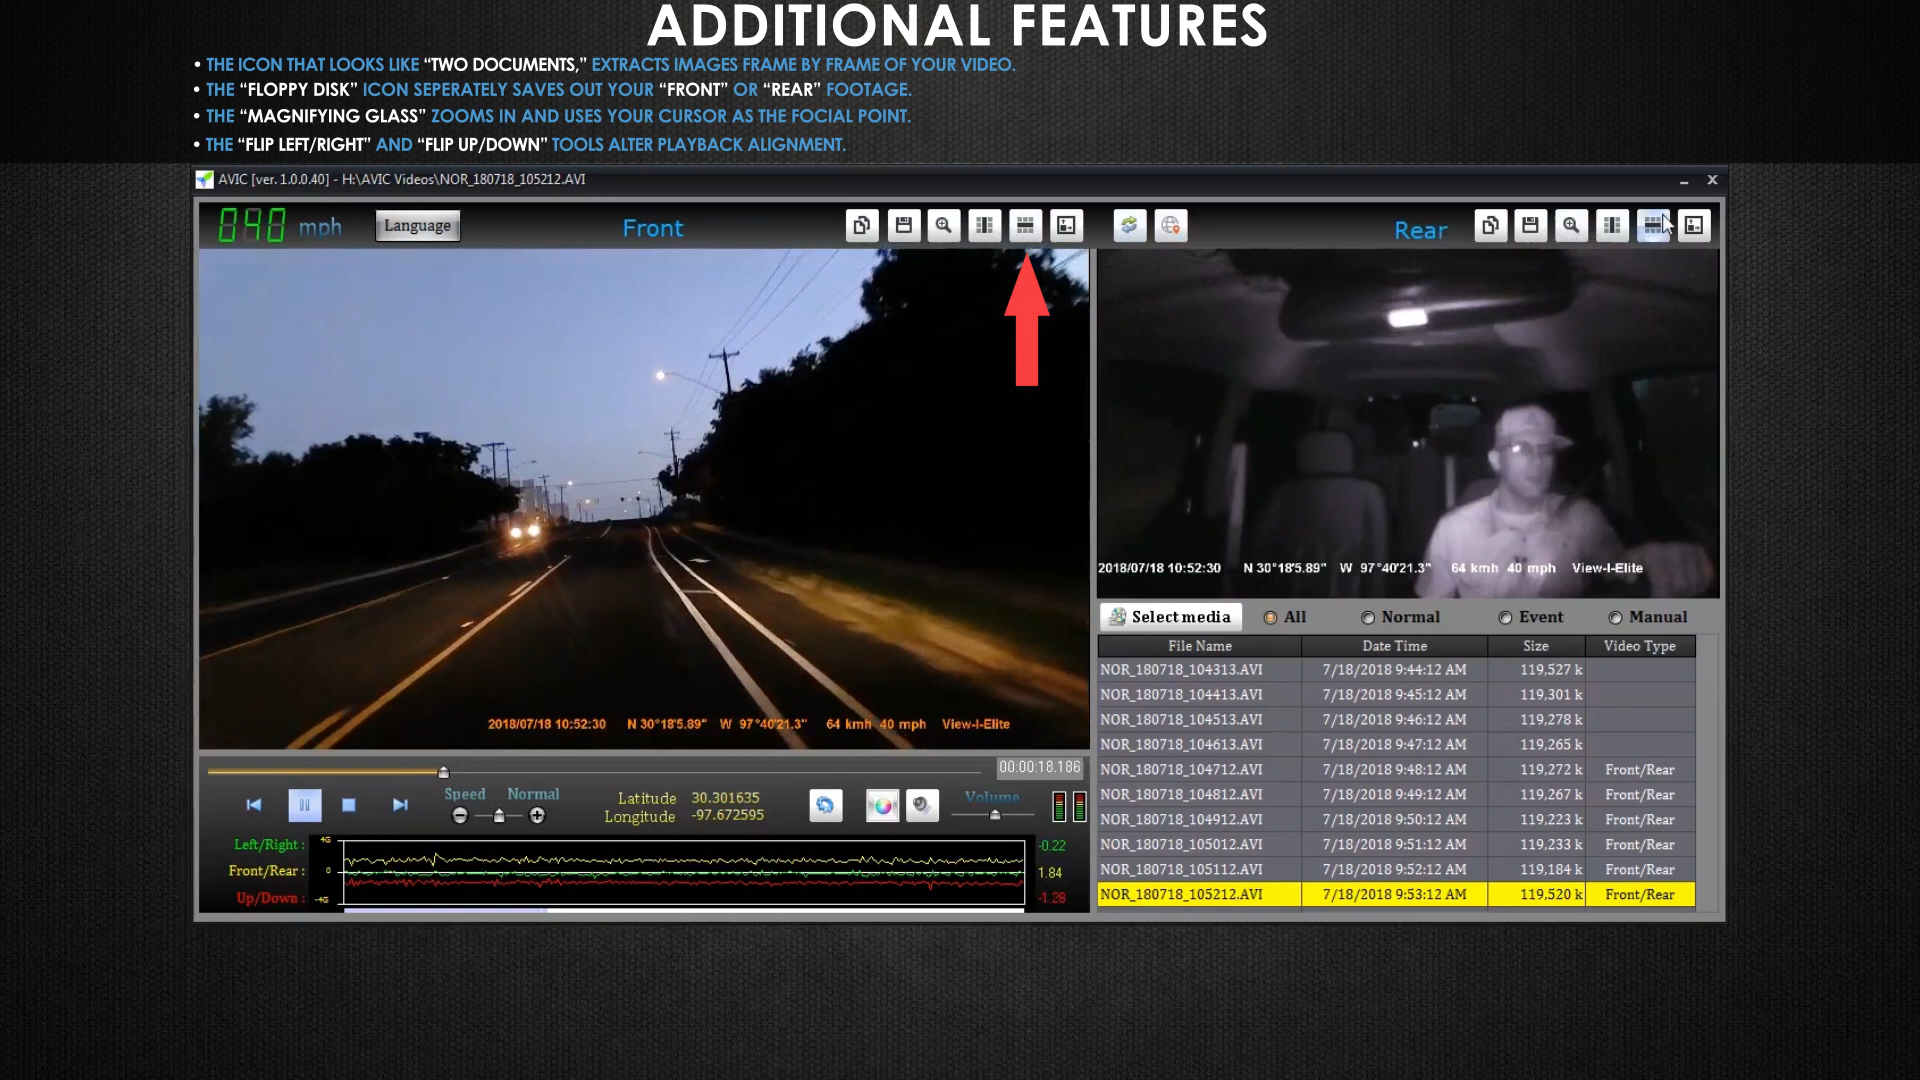 ADDITIONAL FEATURES
• THE ICON THAT LOOKS LIKE “TWO DOCUMENTS,” EXTRACTS IMAGES FRAME BY FRAME OF YOUR VIDEO.
• THE “FLOPPY DISK” ICON SEPERATELY SAVES OUT YOUR “FRONT” OR “REAR” FOOTAGE.
• THE “MAGNIFYING GLASS” ZOOMS IN AND USES YOUR CURSOR AS THE FOCIAL POINT.
• THE “FLIP LEFT/RIGHT” AND “FLIP UP/DOWN” TOOLS ALTER PLAYBACK ALIGNMENT.
AVIC [ver. 1.0.0.40] - H:\AVIC Videos\NOR_180718_105212.AVI
040 mph Language Front Rear
2018/07/18 10:52:30 N 30°18'5.89" W 97°40'21.3" 64 kmh 40 mph View-I-Elite
2018/07/18 10:52:30 N 30°18'5.89" W 97°40'21.3" 64 kmh 40 mph View-I-Elite
00:00:18.186
Speed Normal
Latitude 30.301635
Longitude -97.672595
Volume
Left/Right : 4G -0.22
Front/Rear : 0 1.84
Up/Down : -4G -1.28
Select media All Normal Event Manual
File Name Date Time Size Video Type
NOR_180718_104313.AVI 7/18/2018 9:44:12 AM 119,527 k
NOR_180718_104413.AVI 7/18/2018 9:45:12 AM 119,301 k
NOR_180718_104513.AVI 7/18/2018 9:46:12 AM 119,278 k
NOR_180718_104613.AVI 7/18/2018 9:47:12 AM 119,265 k
NOR_180718_104712.AVI 7/18/2018 9:48:12 AM 119,272 k Front/Rear
NOR_180718_104812.AVI 7/18/2018 9:49:12 AM 119,267 k Front/Rear
NOR_180718_104912.AVI 7/18/2018 9:50:12 AM 119,223 k Front/Rear
NOR_180718_105012.AVI 7/18/2018 9:51:12 AM 119,233 k Front/Rear
NOR_180718_105112.AVI 7/18/2018 9:52:12 AM 119,184 k Front/Rear
NOR_180718_105212.AVI 7/18/2018 9:53:12 AM 119,520 k Front/Rear